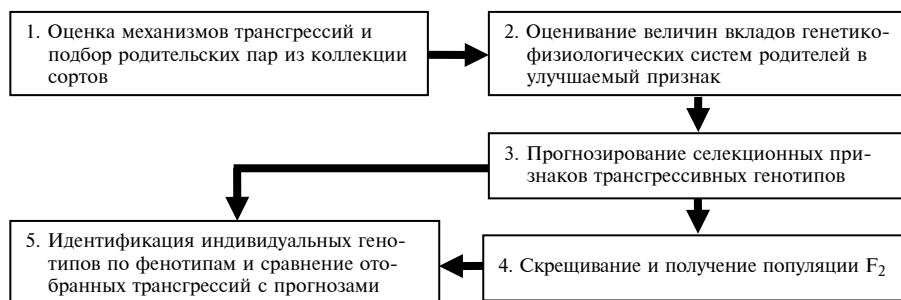 1. Оценка механизмов трансгрессий и
подбор родительских пар из коллекции
сортов
2. Оценивание величин вкладов генетико-
физиологических систем родителей в
улучшаемый признак
3. Прогнозирование селекционных при-
знаков трансгрессивных генотипов
5. Идентификация индивидуальных гено-
типов по фенотипам и сравнение ото-
бранных трансгрессий с прогнозами
4. Скрещивание и получение популяции F₂